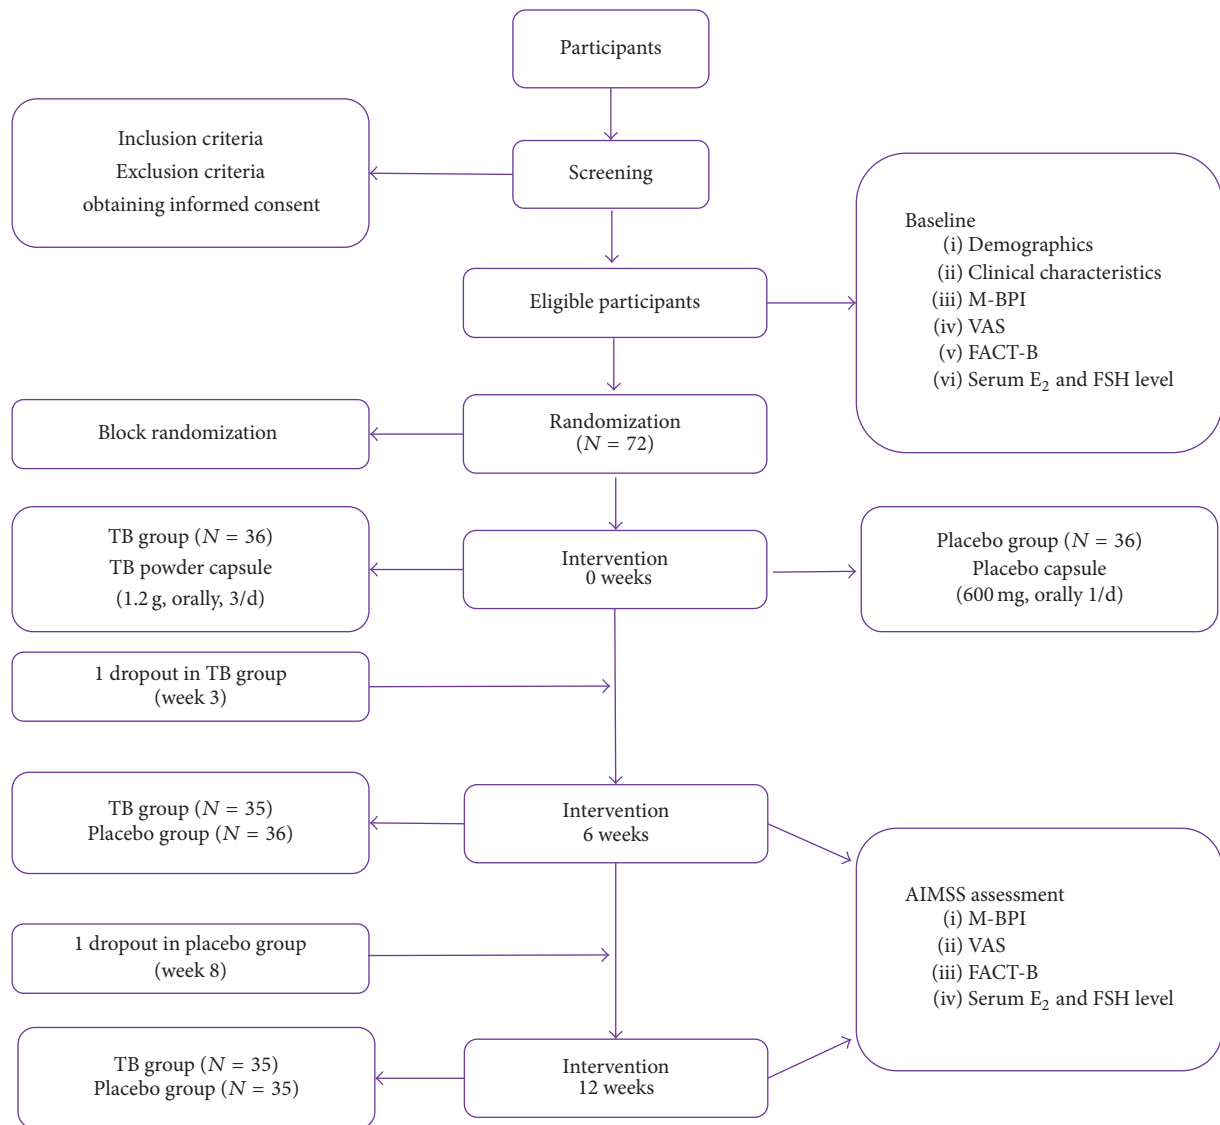 Participants
Inclusion criteria
Exclusion criteria
obtaining informed consent
Screening
Eligible participants
Baseline
(i) Demographics
(ii) Clinical characteristics
(iii) M-BPI
(iv) VAS
(v) FACT-B
(vi) Serum E₂ and FSH level
Block randomization
Randomization
(N = 72)
TB group (N = 36)
TB powder capsule
(1.2 g, orally, 3/d)
Intervention
0 weeks
Placebo group (N = 36)
Placebo capsule
(600 mg, orally 1/d)
1 dropout in TB group
(week 3)
TB group (N = 35)
Placebo group (N = 36)
Intervention
6 weeks
AIMSS assessment
(i) M-BPI
(ii) VAS
(iii) FACT-B
(iv) Serum E₂ and FSH level
1 dropout in placebo group
(week 8)
TB group (N = 35)
Placebo group (N = 35)
Intervention
12 weeks